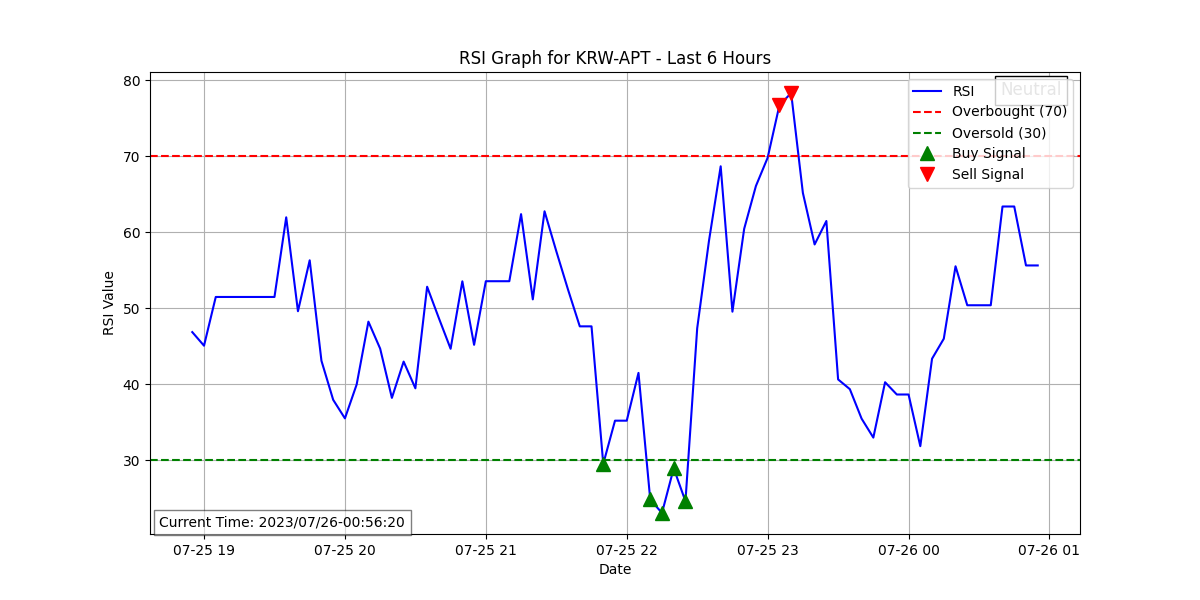 RSI Graph for KRW-APT - Last 6 Hours
Neutral
RSI
Overbought (70)
Oversold (30)
Buy Signal
Sell Signal
80
70
60
50
40
30
RSI Value
Current Time: 2023/07/26-00:56:20
07-25 19 07-25 20 07-25 21 07-25 22 07-25 23 07-26 00 07-26 01
Date